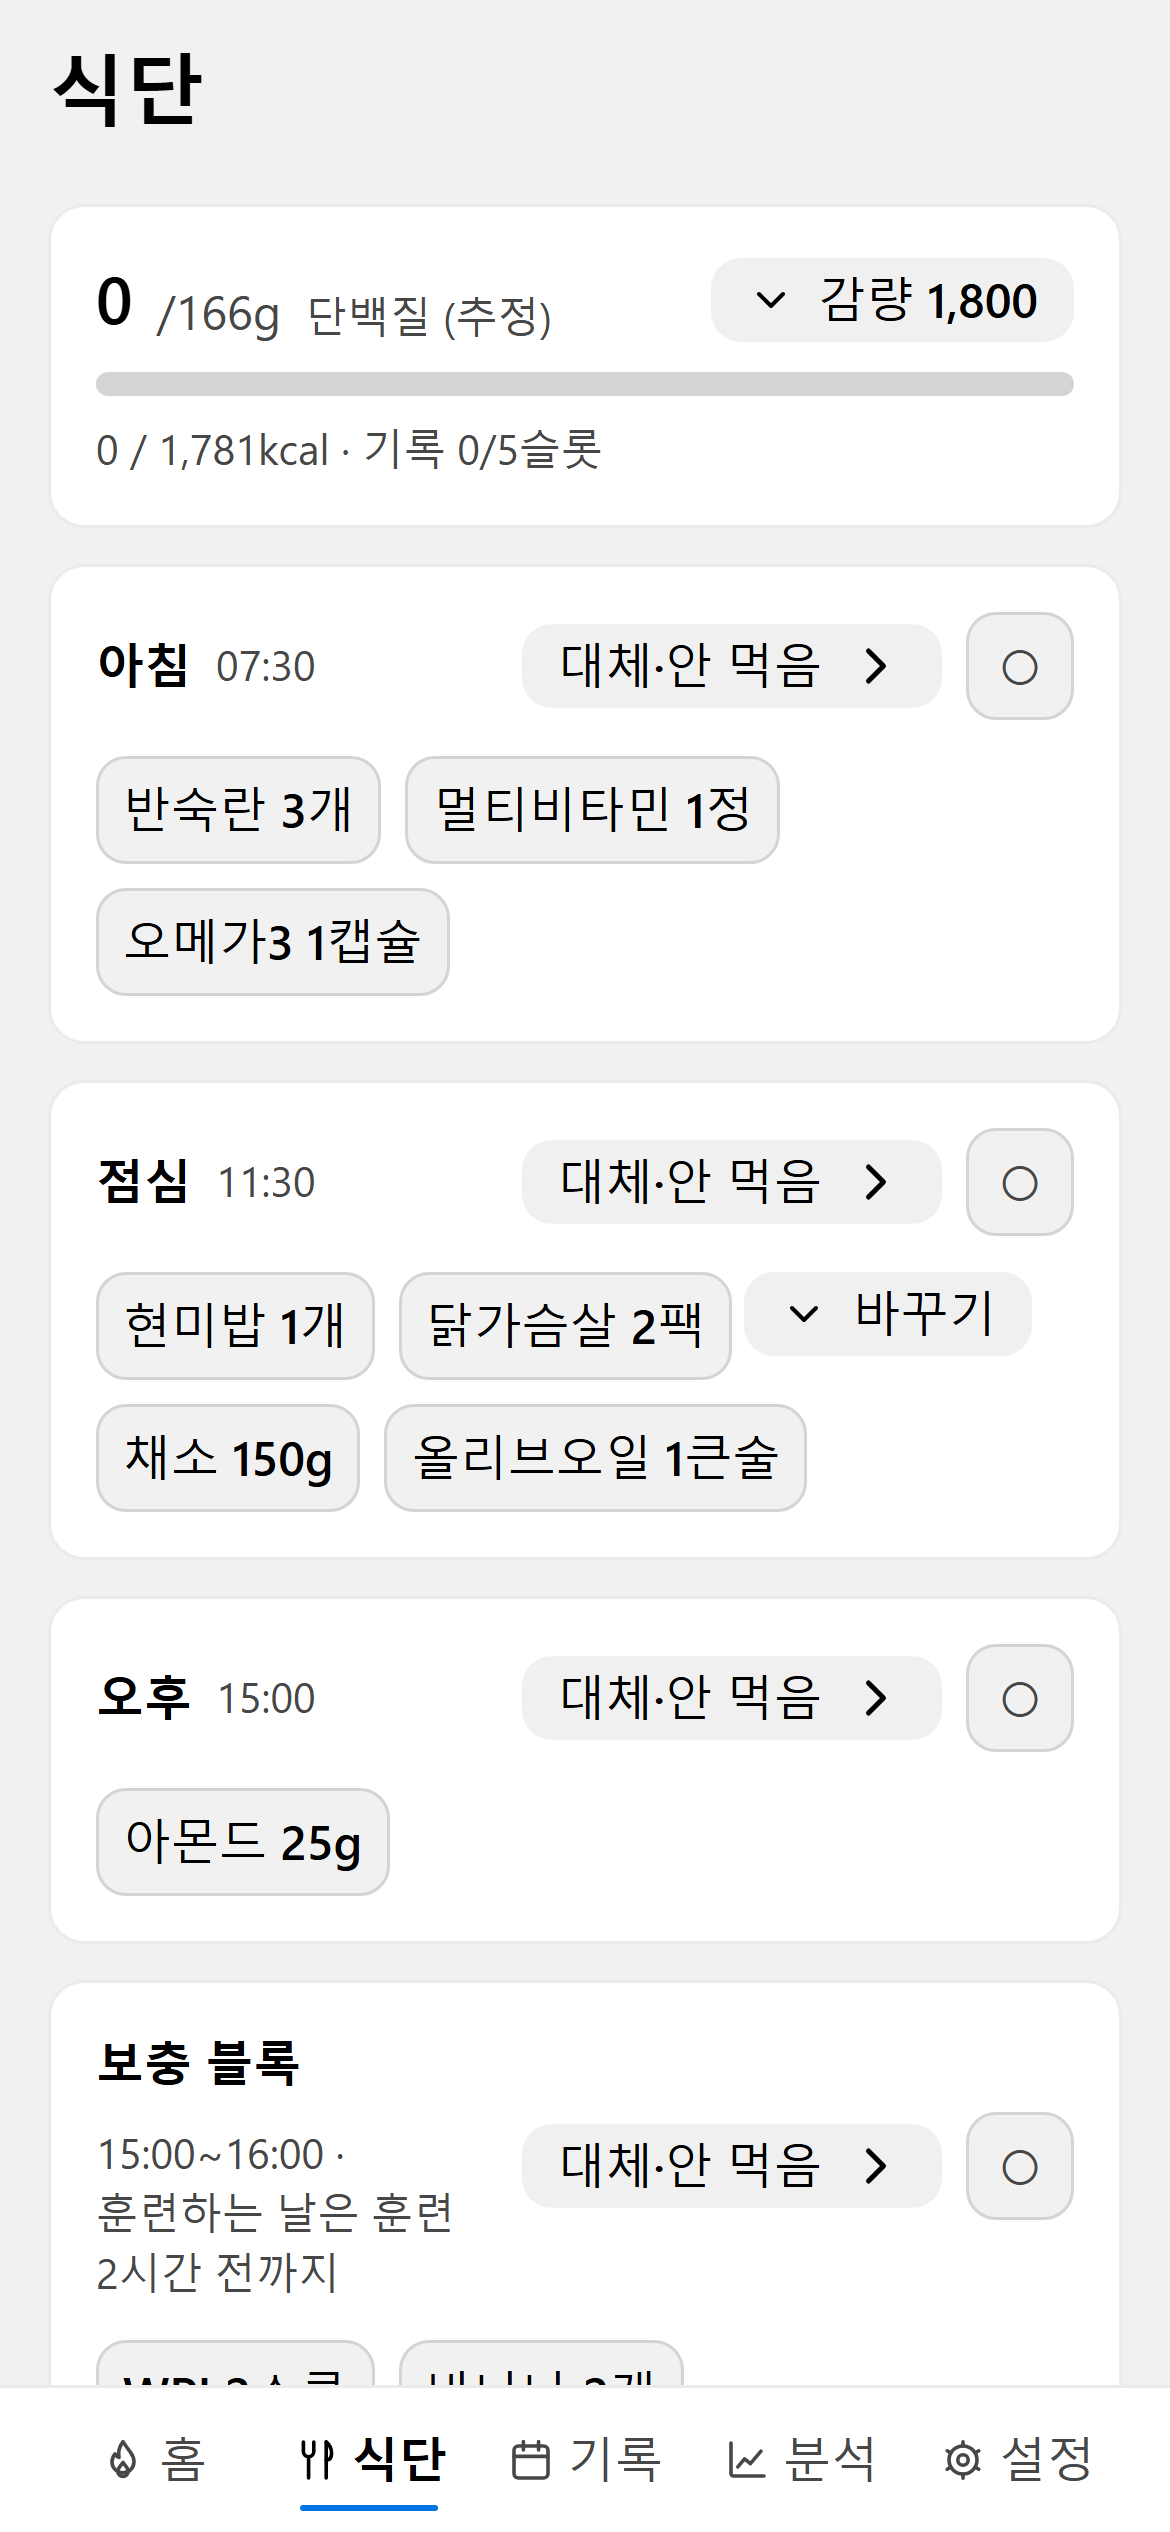 식단
0 /166g 단백질 (추정) 감량 1,800
0 / 1,781kcal · 기록 0/5슬롯
아침 07:30 대체·안 먹음
반숙란 3개 멀티비타민 1정
오메가3 1캡슐
점심 11:30 대체·안 먹음
현미밥 1개 닭가슴살 2팩 바꾸기
채소 150g 올리브오일 1큰술
오후 15:00 대체·안 먹음
아몬드 25g
보충 블록
15:00~16:00 ·
훈련하는 날은 훈련
2시간 전까지
대체·안 먹음
홈 식단 기록 분석 설정